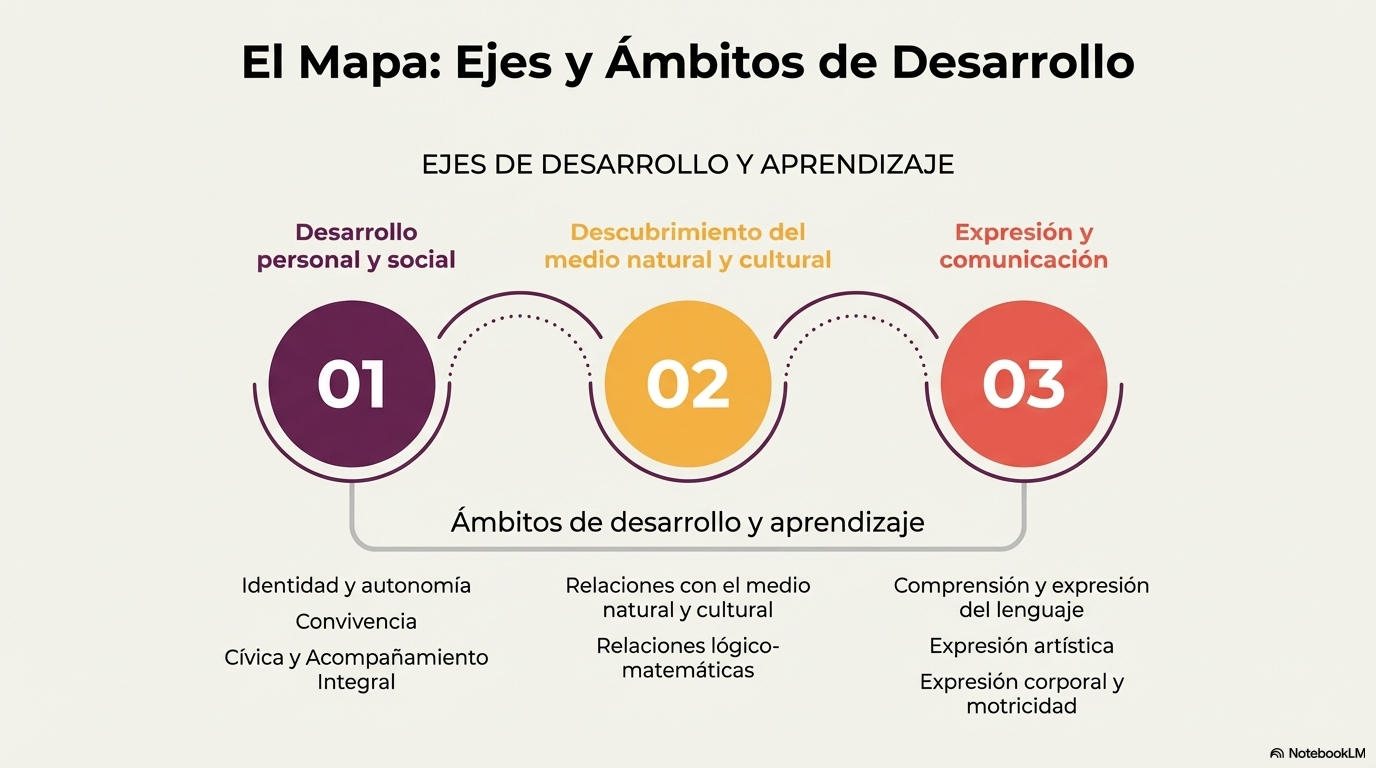 El Mapa: Ejes y Ámbitos de Desarrollo
EJES DE DESARROLLO Y APRENDIZAJE
Desarrollo
personal y social
Descubrimiento del
medio natural y cultural
Expresión y
comunicación
01
02
03
Ámbitos de desarrollo y aprendizaje
Identidad y autonomía
Convivencia
Cívica y Acompañamiento
Integral
Relaciones con el medio
natural y cultural
Relaciones lógico-
matemáticas
Comprensión y expresión
del lenguaje
Expresión artística
Expresión corporal y
motricidad
NotebookLM